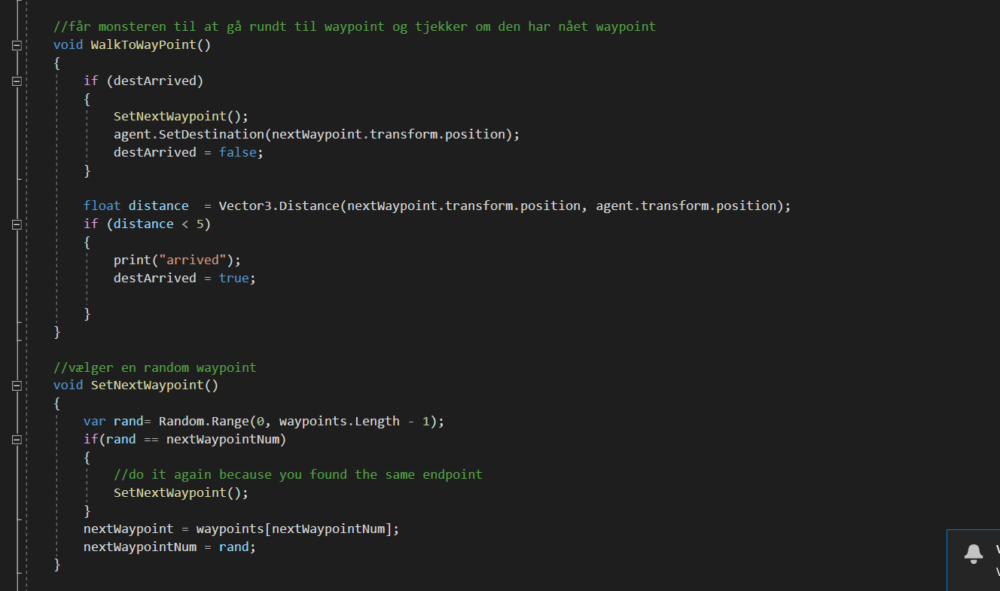 //får monsteren til at gå rundt til waypoint og tjekker om den har nået waypoint
void WalkToWayPoint()
{
if (destArrived)
{
SetNextWaypoint();
agent.SetDestination(nextWaypoint.transform.position);
destArrived = false;
}
float distance  = Vector3.Distance(nextWaypoint.transform.position, agent.transform.position);
if (distance < 5)
{
print("arrived");
destArrived = true;
}
}
//vælger en random waypoint
void SetNextWaypoint()
{
var rand= Random.Range(0, waypoints.Length - 1);
if(rand == nextWaypointNum)
{
//do it again because you found the same endpoint
SetNextWaypoint();
}
nextWaypoint = waypoints[nextWaypointNum];
nextWaypointNum = rand;
}